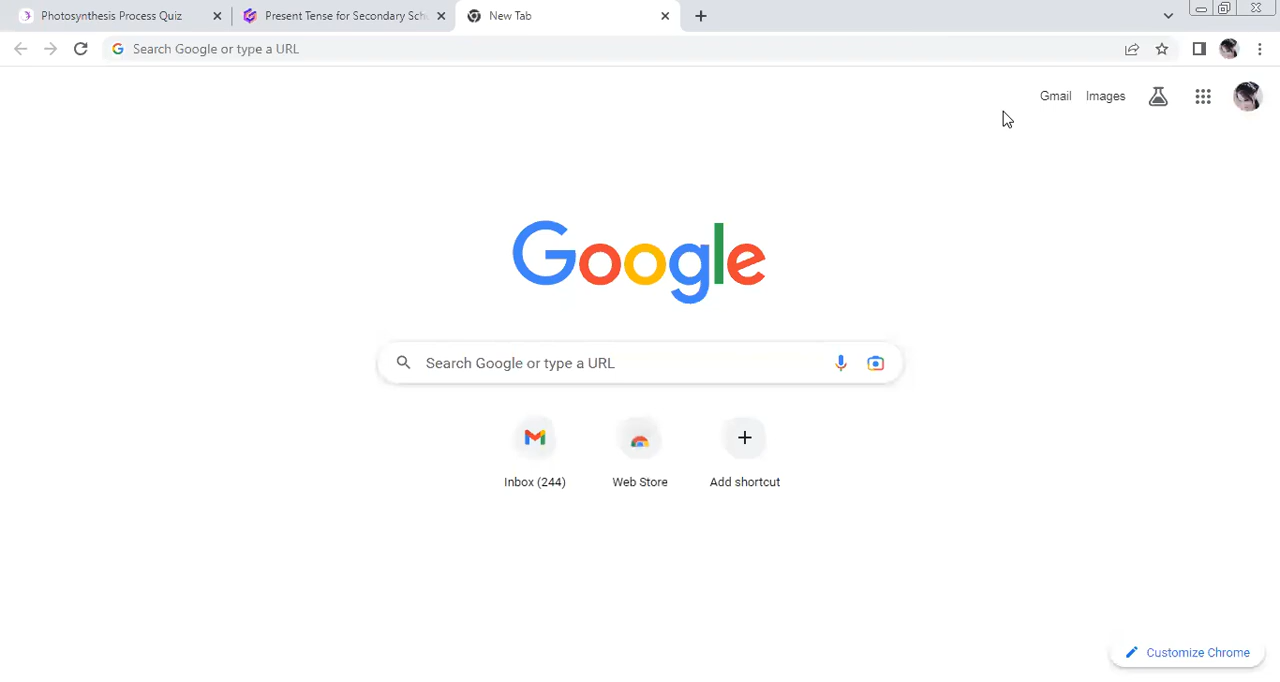 Photosynthesis Process Quiz
Present Tense for Secondary Sch
New Tab
Search Google or type a URL
Gmail
Images
Google
Search Google or type a URL
Inbox (244)
Web Store
Add shortcut
Customize Chrome